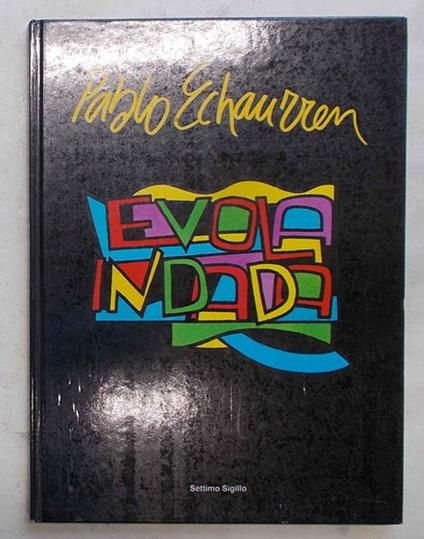 Pablo Echaurren
EVOLA
IN DADA
Settimo Sigillo